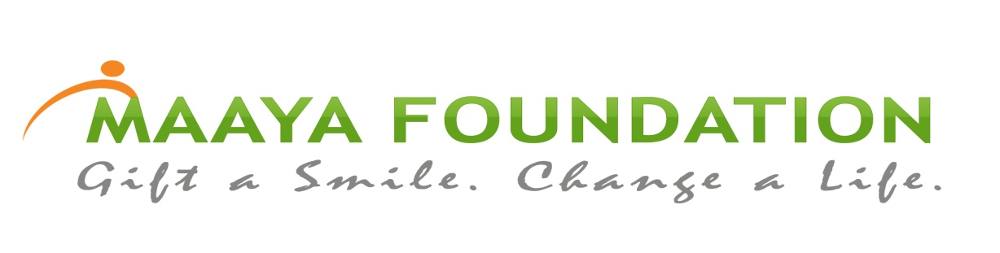 MAAYA FOUNDATION
Gift a Smile. Change a Life.